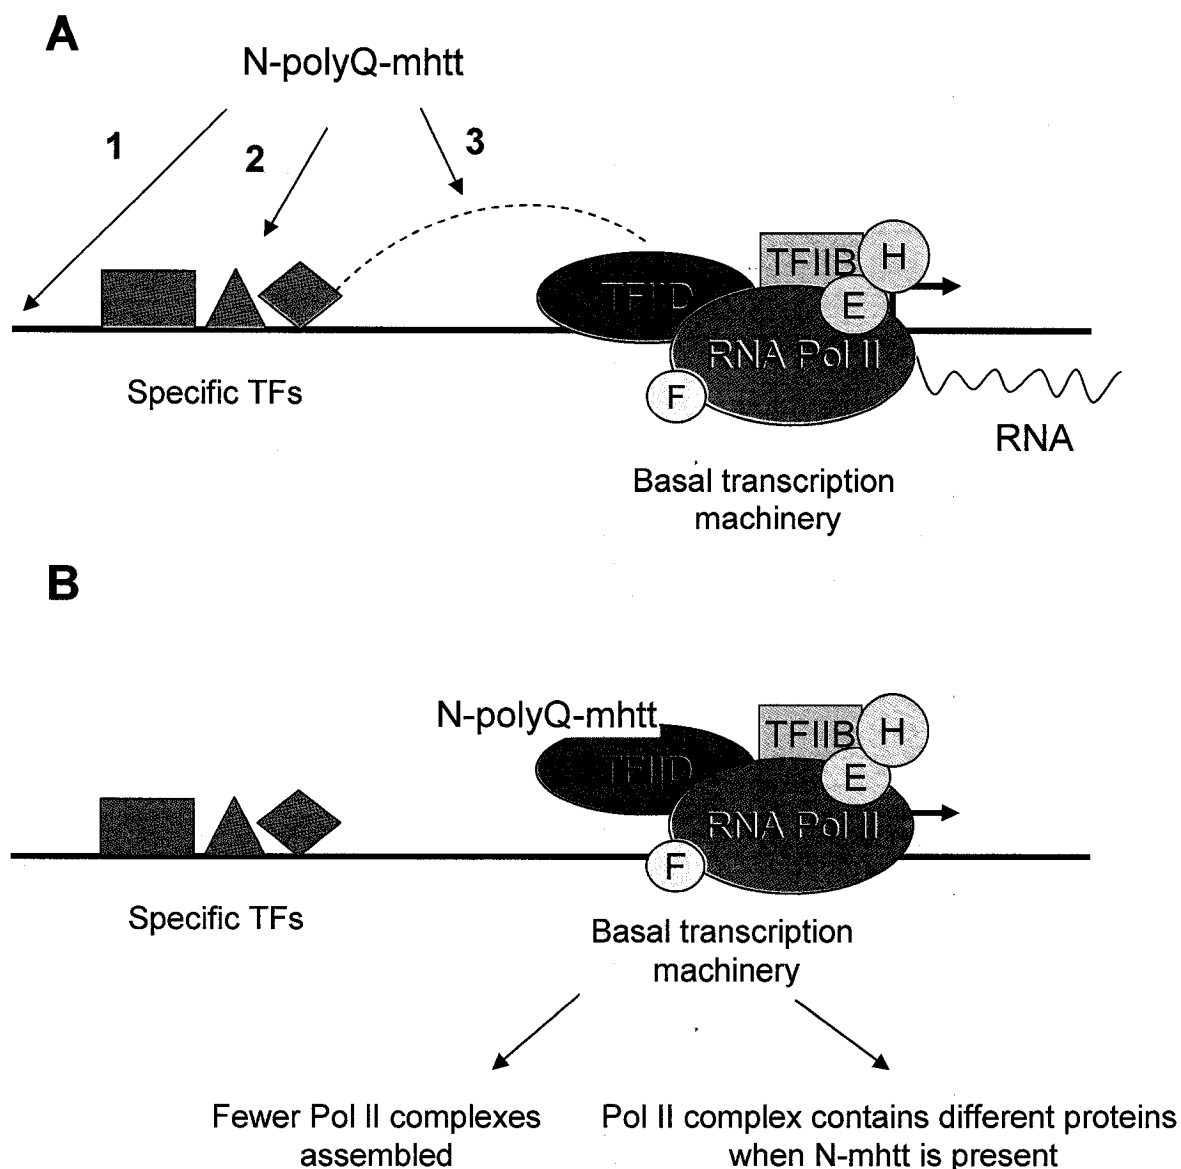 A
N-polyQ-mhtt
1
2
3
TFIID
TFIIB
H
E
RNA Pol II
F
Specific TFs
RNA
Basal transcription
machinery
B
N-polyQ-mhtt
TFIID
TFIIB
H
E
RNA Pol II
F
Specific TFs
Basal transcription
machinery
Fewer Pol II complexes
assembled
Pol II complex contains different proteins
when N-mhtt is present